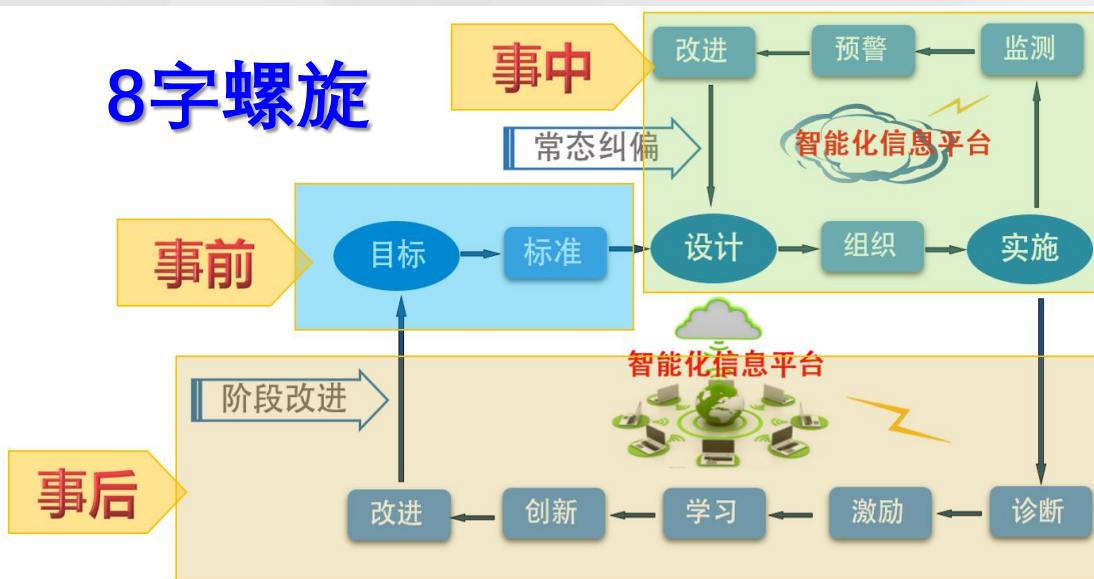 8字螺旋
事中
改进
预警
监测
常态纠偏
智能化信息平台
事前
目标
标准
设计
组织
实施
智能化信息平台
阶段改进
事后
改进
创新
学习
激励
诊断